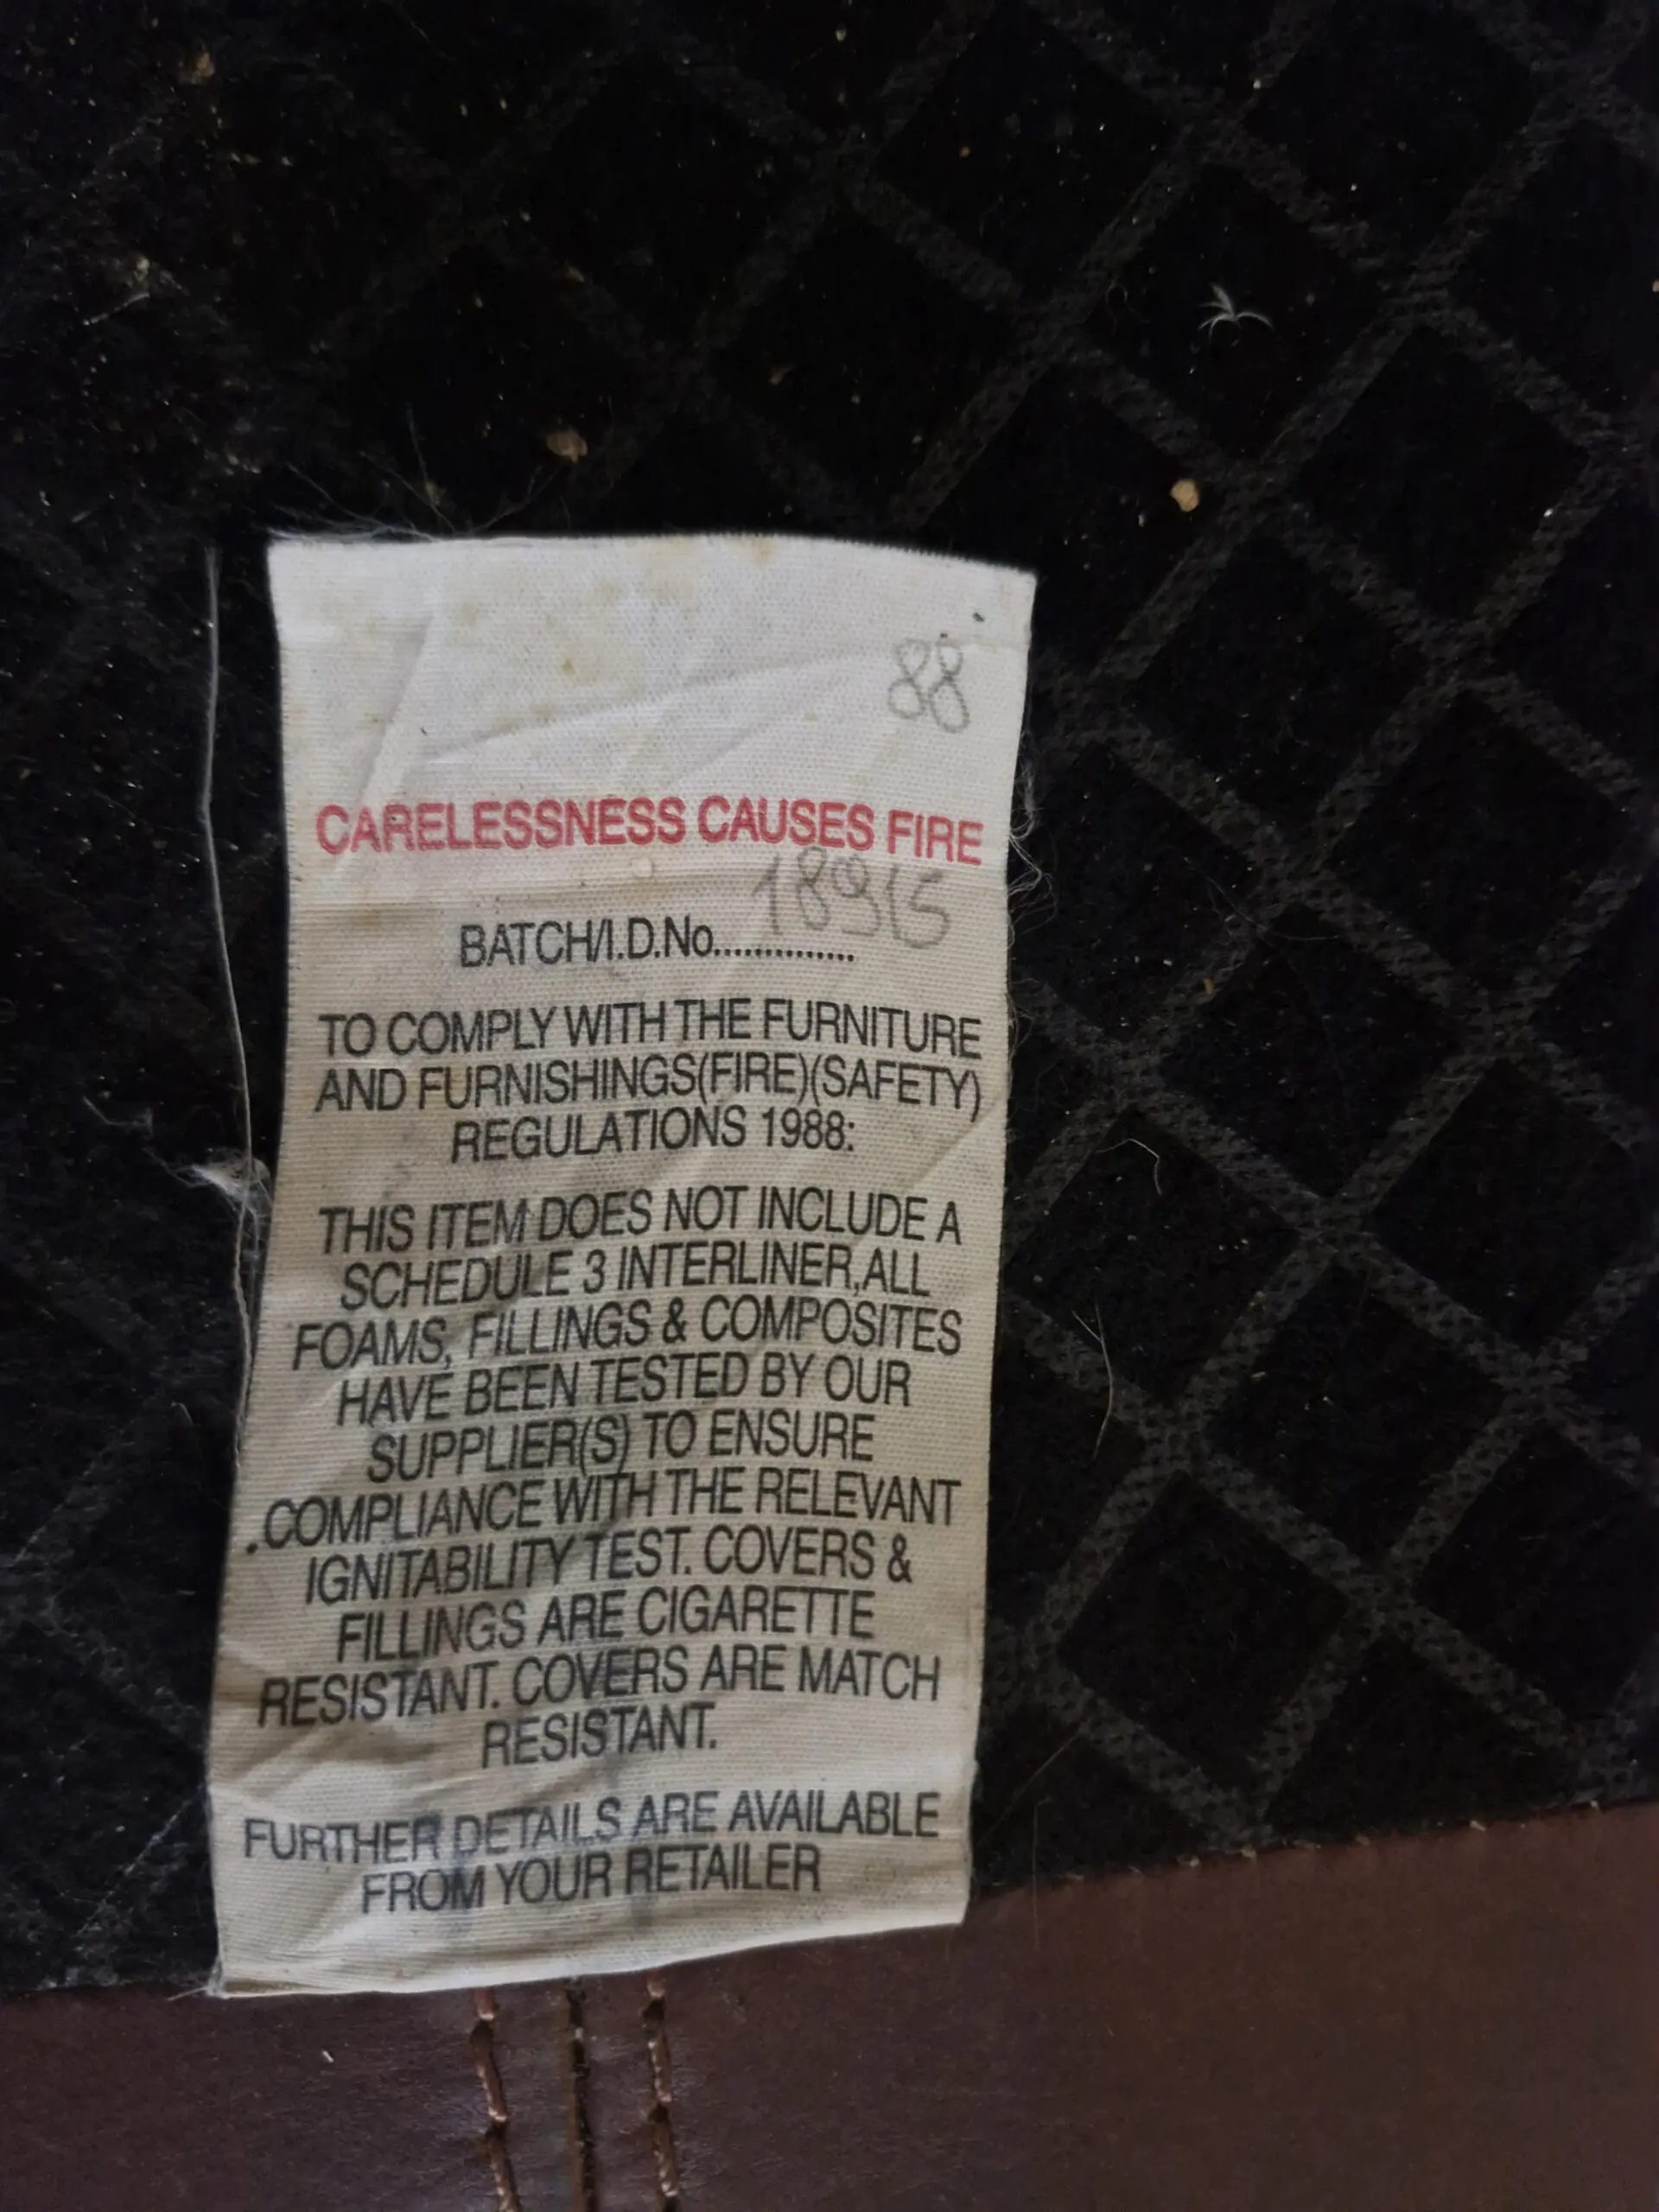 88
CARELESSNESS CAUSES FIRE
18915
BATCH/I.D.No..............
TO COMPLY WITH THE FURNITURE
AND FURNISHINGS(FIRE)(SAFETY)
REGULATIONS 1988:
THIS ITEM DOES NOT INCLUDE A
SCHEDULE 3 INTERLINER,ALL
FOAMS, FILLINGS & COMPOSITES
HAVE BEEN TESTED BY OUR
SUPPLIER(S) TO ENSURE
COMPLIANCE WITH THE RELEVANT
IGNITABILITY TEST. COVERS &
FILLINGS ARE CIGARETTE
RESISTANT. COVERS ARE MATCH
RESISTANT.
FURTHER DETAILS ARE AVAILABLE
FROM YOUR RETAILER